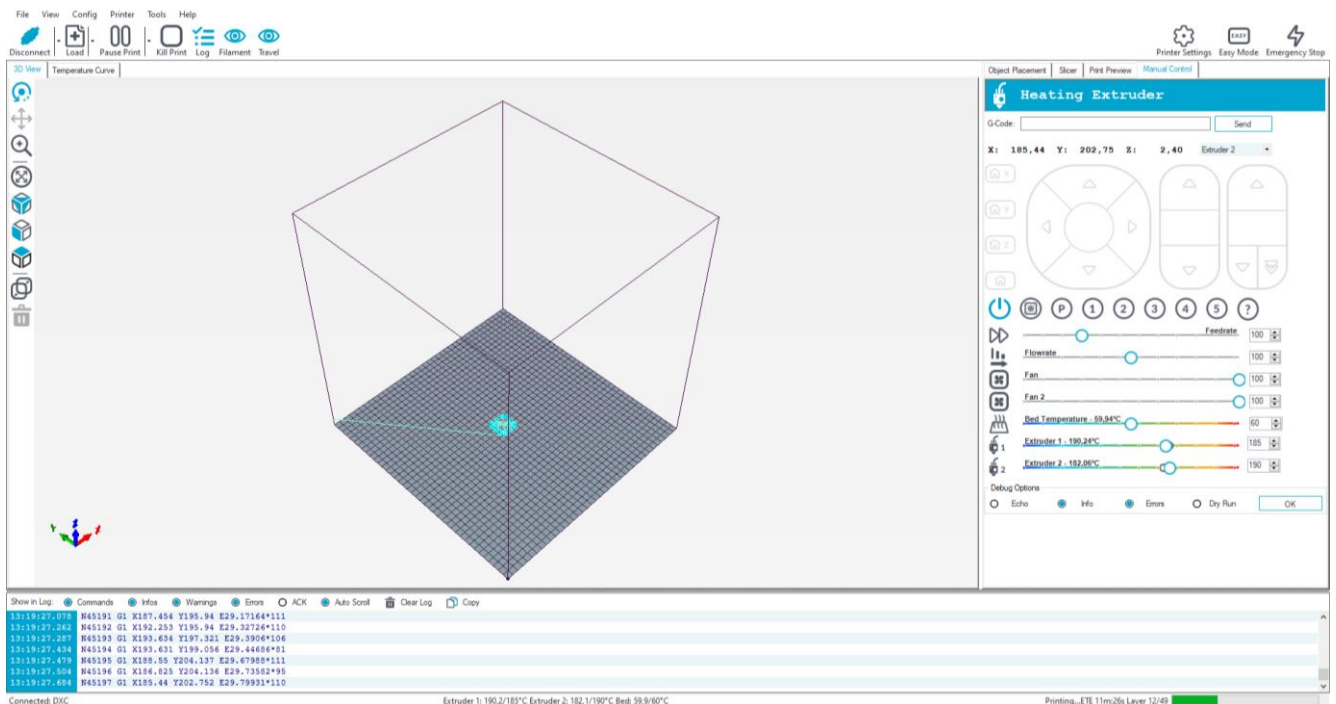 File View Config Printer Tools Help
Disconnect Load Pause Print Kill Print Log Filament Travel
EASY
Printer Settings Easy Mode Emergency Stop
3D View Temperature Curve
Object Placement Slicer Print Preview Manual Control
Heating Extruder
G-Code: Send
X: 185,44 Y: 202,75 Z: 2,40 Extruder 2
X
Y
Z
P 1 2 3 4 5 ?
Feedrate 100
Flowrate 100
Fan 100
Fan 2 100
Bed Temperature - 59,94°C 60
1 Extruder 1 - 190,24°C 185
2 Extruder 2 - 182,06°C 190
Debug Options
Echo Info Errors Dry Run OK
Y Z X
Show in Log: Commands Infos Warnings Errors ACK Auto Scroll Clear Log Copy
13:19:27.078 N45191 G1 X187.454 Y195.94 E29.17164*111
13:19:27.262 N45192 G1 X192.253 Y195.94 E29.32726*110
13:19:27.287 N45193 G1 X193.634 Y197.321 E29.3906*106
13:19:27.434 N45194 G1 X193.631 Y199.056 E29.44686*81
13:19:27.479 N45195 G1 X188.55 Y204.137 E29.67988*111
13:19:27.504 N45196 G1 X186.825 Y204.136 E29.73582*95
13:19:27.684 N45197 G1 X185.44 Y202.752 E29.79931*110
Connected: DXC Extruder 1: 190.2/185°C Extruder 2: 182.1/190°C Bed: 59.9/60°C Printing...ETE 11m:26s Layer 12/49